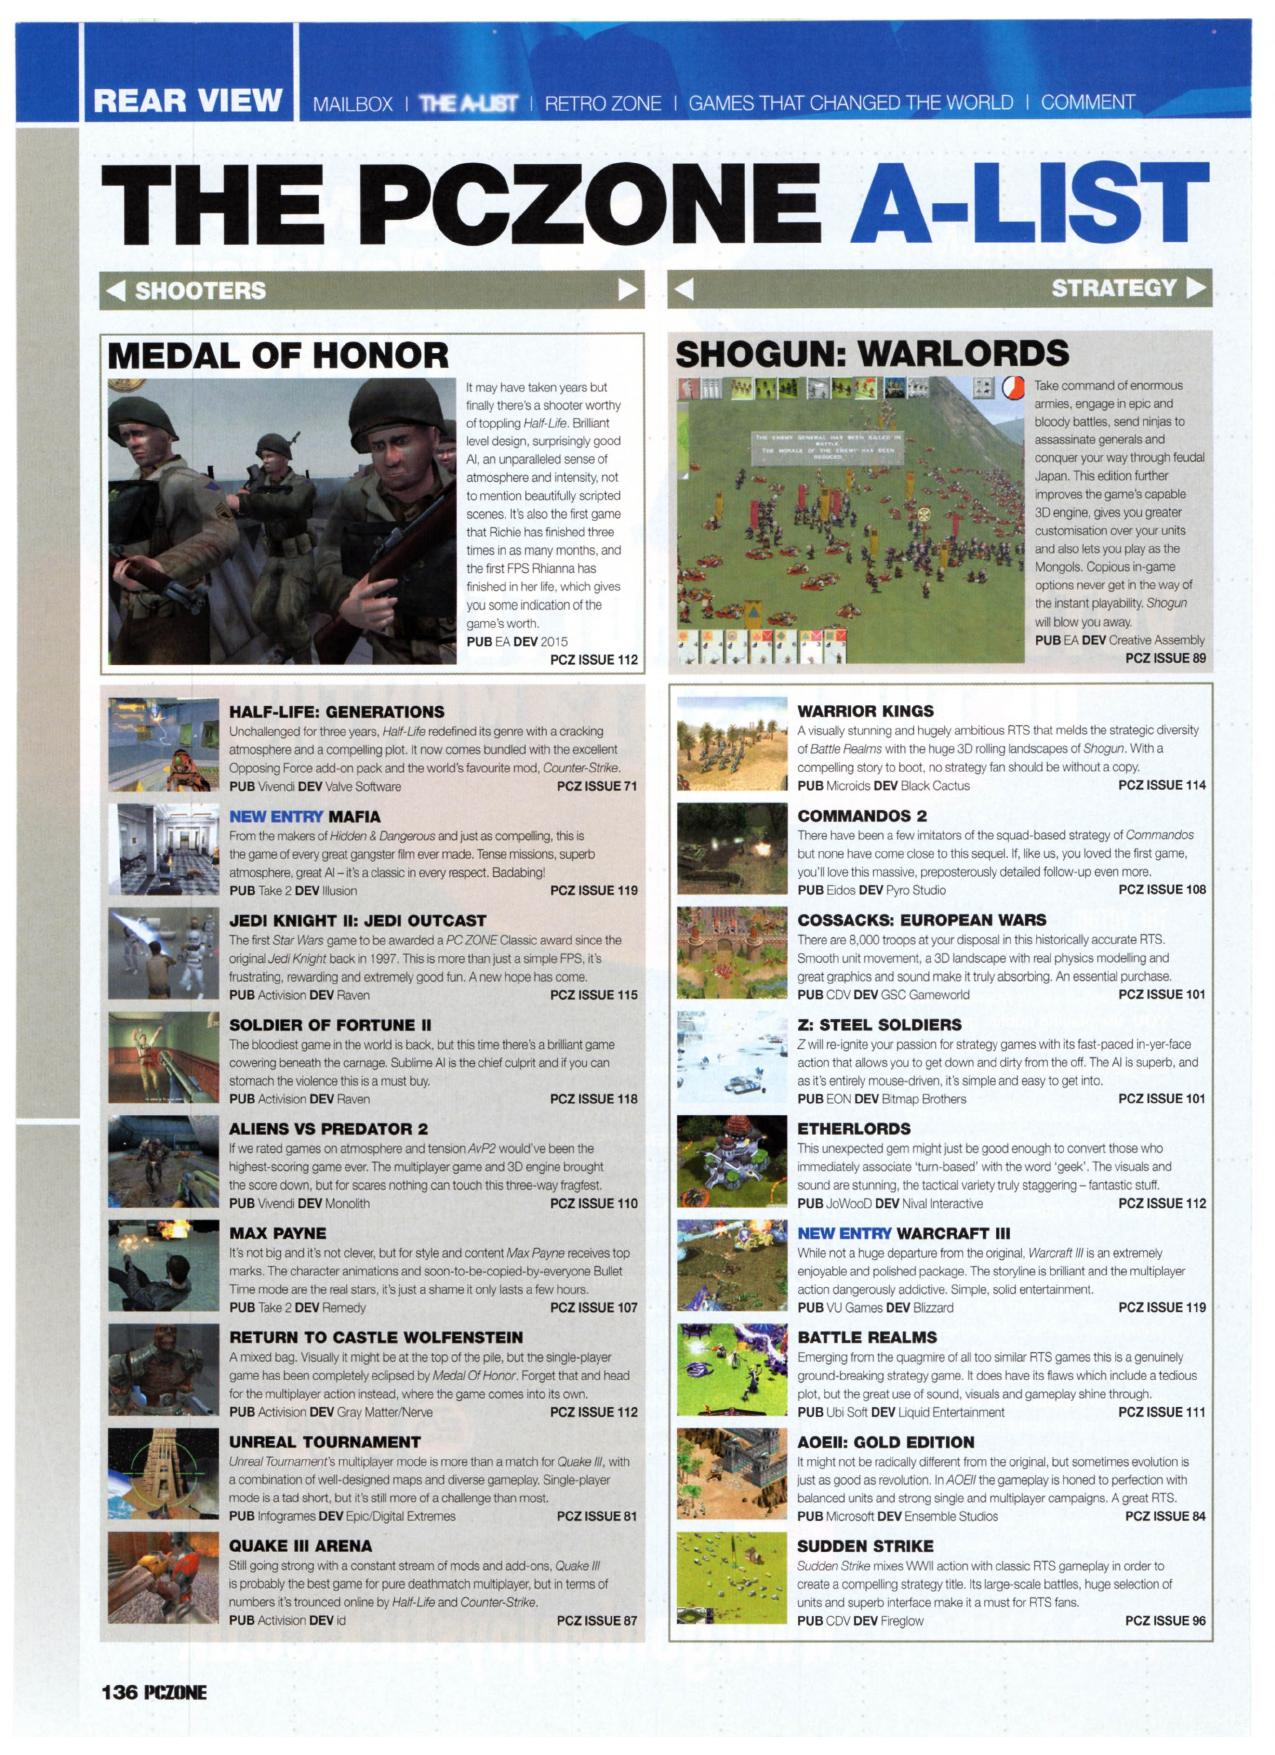 REAR VIEW
MAILBOX | THE A-LIST | RETRO ZONE | GAMES THAT CHANGED THE WORLD | COMMENT
THE PCZONE A-LIST
SHOOTERS
MEDAL OF HONOR
It may have taken years but
finally there's a shooter worthy
of toppling Half-Life. Brilliant
level design, surprisingly good
AI, an unparalleled sense of
atmosphere and intensity, not
to mention beautifully scripted
scenes. It's also the first game
that Richie has finished three
times in as many months, and
the first FPS Rhianna has
finished in her life, which gives
you some indication of the
game's worth.
PUB EA DEV 2015
PCZ ISSUE 112
HALF-LIFE: GENERATIONS
Unchallenged for three years, Half-Life redefined its genre with a cracking
atmosphere and a compelling plot. It now comes bundled with the excellent
Opposing Force add-on pack and the world's favourite mod, Counter-Strike.
PUB Vivendi DEV Valve Software PCZ ISSUE 71
NEW ENTRY MAFIA
From the makers of Hidden & Dangerous and just as compelling, this is
the game of every great gangster film ever made. Tense missions, superb
atmosphere, great AI – it's a classic in every respect. Badabing!
PUB Take 2 DEV Illusion PCZ ISSUE 119
JEDI KNIGHT II: JEDI OUTCAST
The first Star Wars game to be awarded a PC ZONE Classic award since the
original Jedi Knight back in 1997. This is more than just a simple FPS, it's
frustrating, rewarding and extremely good fun. A new hope has come.
PUB Activision DEV Raven PCZ ISSUE 115
SOLDIER OF FORTUNE II
The bloodiest game in the world is back, but this time there's a brilliant game
cowering beneath the carnage. Sublime AI is the chief culprit and if you can
stomach the violence this is a must buy.
PUB Activision DEV Raven PCZ ISSUE 118
ALIENS VS PREDATOR 2
If we rated games on atmosphere and tension AvP2 would've been the
highest-scoring game ever. The multiplayer game and 3D engine brought
the score down, but for scares nothing can touch this three-way fragfest.
PUB Vivendi DEV Monolith PCZ ISSUE 110
MAX PAYNE
It's not big and it's not clever, but for style and content Max Payne receives top
marks. The character animations and soon-to-be-copied-by-everyone Bullet
Time mode are the real stars, it's just a shame it only lasts a few hours.
PUB Take 2 DEV Remedy PCZ ISSUE 107
RETURN TO CASTLE WOLFENSTEIN
A mixed bag. Visually it might be at the top of the pile, but the single-player
game has been completely eclipsed by Medal Of Honor. Forget that and head
for the multiplayer action instead, where the game comes into its own.
PUB Activision DEV Gray Matter/Nerve PCZ ISSUE 112
UNREAL TOURNAMENT
Unreal Tournament's multiplayer mode is more than a match for Quake III, with
a combination of well-designed maps and diverse gameplay. Single-player
mode is a tad short, but it's still more of a challenge than most.
PUB Infogrames DEV Epic/Digital Extremes PCZ ISSUE 81
QUAKE III ARENA
Still going strong with a constant stream of mods and add-ons, Quake III
is probably the best game for pure deathmatch multiplayer, but in terms of
numbers it's trounced online by Half-Life and Counter-Strike.
PUB Activision DEV id PCZ ISSUE 87
STRATEGY
SHOGUN: WARLORDS
THE ENEMY GENERAL HAS BEEN KILLED IN
BATTLE.
THE MORALE OF THE ENEMY HAS BEEN
REDUCED
Take command of enormous
armies, engage in epic and
bloody battles, send ninjas to
assassinate generals and
conquer your way through feudal
Japan. This edition further
improves the game's capable
3D engine, gives you greater
customisation over your units
and also lets you play as the
Mongols. Copious in-game
options never get in the way of
the instant playability. Shogun
will blow you away.
PUB EA DEV Creative Assembly
PCZ ISSUE 89
WARRIOR KINGS
A visually stunning and hugely ambitious RTS that melds the strategic diversity
of Battle Realms with the huge 3D rolling landscapes of Shogun. With a
compelling story to boot, no strategy fan should be without a copy.
PUB Microids DEV Black Cactus PCZ ISSUE 114
COMMANDOS 2
There have been a few imitators of the squad-based strategy of Commandos
but none have come close to this sequel. If, like us, you loved the first game,
you'll love this massive, preposterously detailed follow-up even more.
PUB Eidos DEV Pyro Studio PCZ ISSUE 108
COSSACKS: EUROPEAN WARS
There are 8,000 troops at your disposal in this historically accurate RTS.
Smooth unit movement, a 3D landscape with real physics modelling and
great graphics and sound make it truly absorbing. An essential purchase.
PUB CDV DEV GSC Gameworld PCZ ISSUE 101
Z: STEEL SOLDIERS
Z will re-ignite your passion for strategy games with its fast-paced in-yer-face
action that allows you to get down and dirty from the off. The AI is superb, and
as it's entirely mouse-driven, it's simple and easy to get into.
PUB EON DEV Bitmap Brothers PCZ ISSUE 101
ETHERLORDS
This unexpected gem might just be good enough to convert those who
immediately associate 'turn-based' with the word 'geek'. The visuals and
sound are stunning, the tactical variety truly staggering – fantastic stuff.
PUB JoWooD DEV Nival Interactive PCZ ISSUE 112
NEW ENTRY WARCRAFT III
While not a huge departure from the original, Warcraft III is an extremely
enjoyable and polished package. The storyline is brilliant and the multiplayer
action dangerously addictive. Simple, solid entertainment.
PUB VU Games DEV Blizzard PCZ ISSUE 119
BATTLE REALMS
Emerging from the quagmire of all too similar RTS games this is a genuinely
ground-breaking strategy game. It does have its flaws which include a tedious
plot, but the great use of sound, visuals and gameplay shine through.
PUB Ubi Soft DEV Liquid Entertainment PCZ ISSUE 111
AOEII: GOLD EDITION
It might not be radically different from the original, but sometimes evolution is
just as good as revolution. In AOEII the gameplay is honed to perfection with
balanced units and strong single and multiplayer campaigns. A great RTS.
PUB Microsoft DEV Ensemble Studios PCZ ISSUE 84
SUDDEN STRIKE
Sudden Strike mixes WWII action with classic RTS gameplay in order to
create a compelling strategy title. Its large-scale battles, huge selection of
units and superb interface make it a must for RTS fans.
PUB CDV DEV Fireglow PCZ ISSUE 96
136 PCZONE